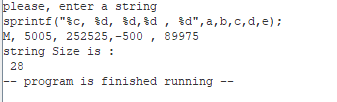 please, enter a string
sprintf("%c, %d, %d,%d , %d",a,b,c,d,e);
M, 5005, 252525,-500 , 89975
string Size is :
28
-- program is finished running --